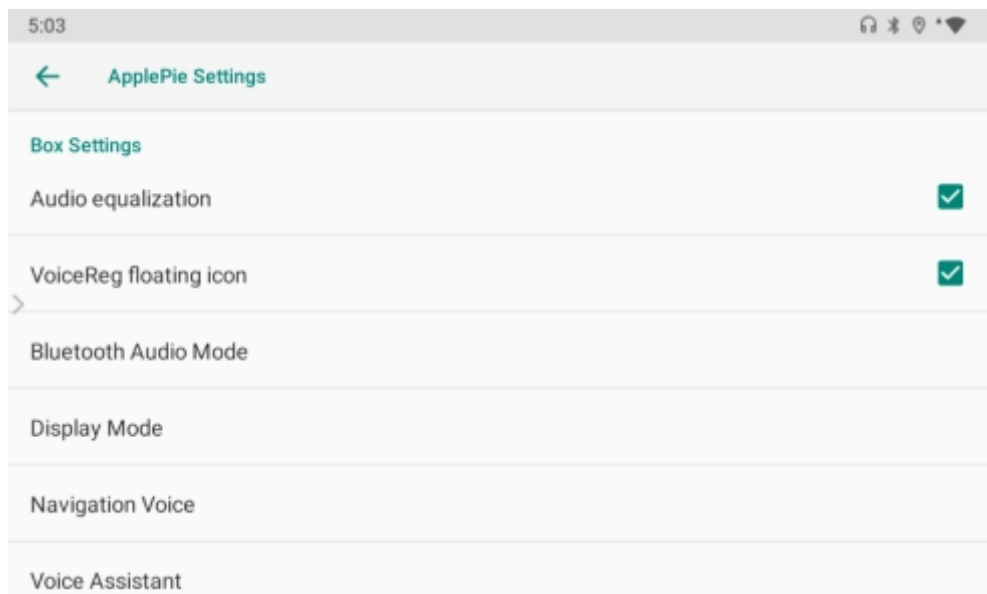 5:03
ApplePie Settings
Box Settings
Audio equalization
VoiceReg floating icon
Bluetooth Audio Mode
Display Mode
Navigation Voice
Voice Assistant